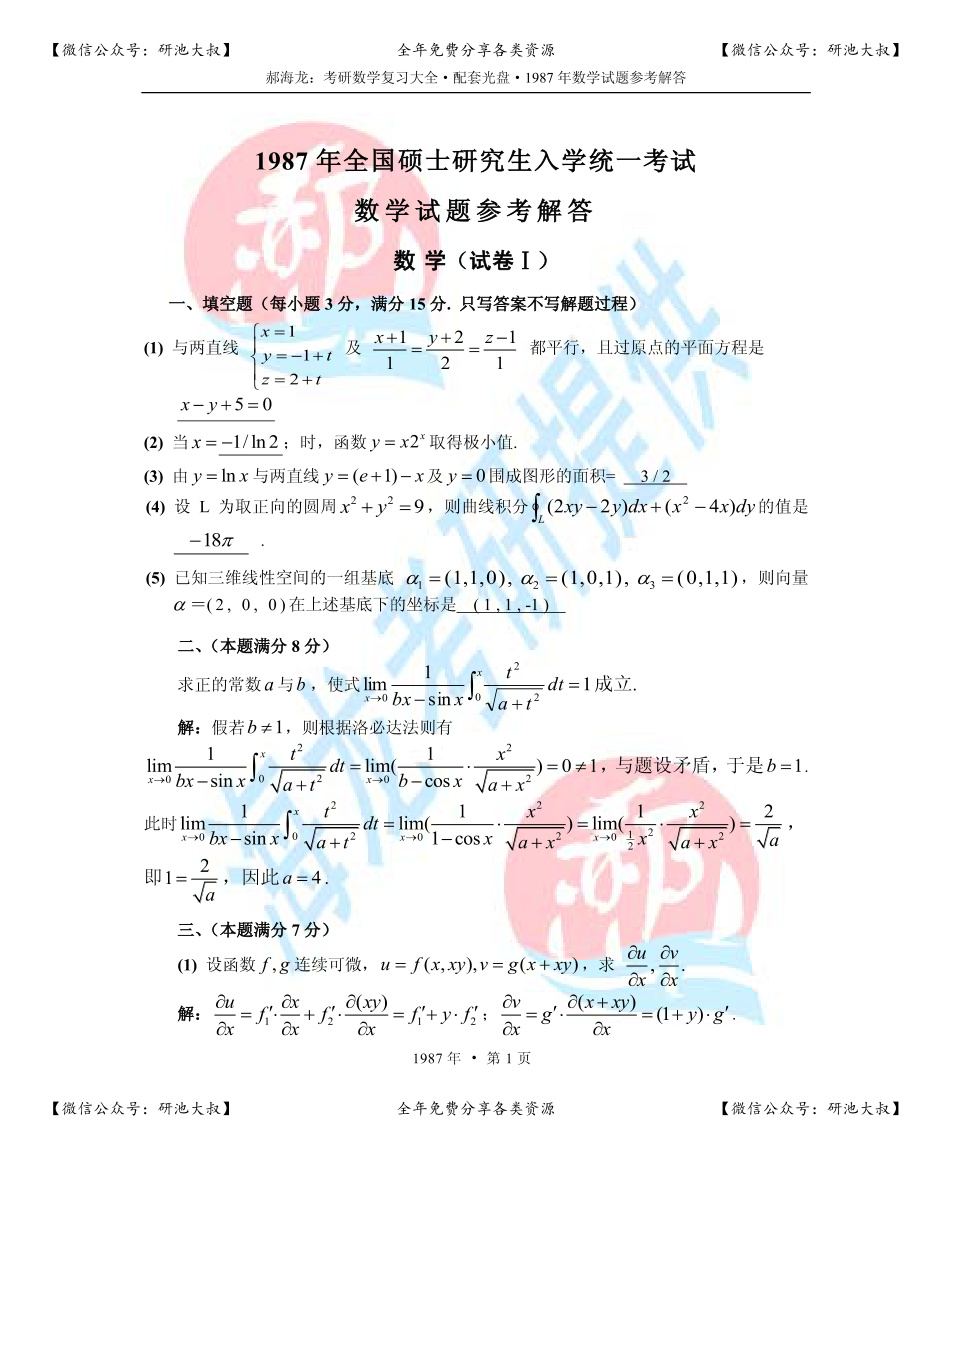 【微信公众号：研池大叔】 全年免费分享各类资源 【微信公众号：研池大叔】
郝海龙：考研数学复习大全·配套光盘·1987 年数学试题参考解答
1987 年全国硕士研究生入学统一考试
数学试题参考解答
数 学（试卷Ⅰ）
一、填空题（每小题 3 分，满分 15 分. 只写答案不写解题过程）
(1) 与两直线 { x = 1, y = −1 + t, z = 2 + t 及 (x+1)/1 = (y+2)/2 = (z−1)/1 都平行，且过原点的平面方程是
x − y + 5 = 0
(2) 当 x = −1/ ln 2；时，函数 y = x2^x 取得极小值.
(3) 由 y = ln x 与两直线 y = (e +1) − x 及 y = 0 围成图形的面积= 3 / 2
(4) 设 L 为取正向的圆周 x² + y² = 9，则曲线积分 ∮_L (2xy − 2y)dx + (x² − 4x)dy 的值是
−18π .
(5) 已知三维线性空间的一组基底 α₁ = (1,1,0), α₂ = (1,0,1), α₃ = (0,1,1)，则向量
α ＝( 2 , 0 , 0 ) 在上述基底下的坐标是 ( 1 , 1 , -1 )
二、（本题满分 8 分）
求正的常数 a 与 b，使式 lim_{x→0} 1/(bx − sin x) ∫_0^x t²/√(a + t²) dt = 1 成立.
解：假若 b ≠ 1，则根据洛必达法则有
lim_{x→0} 1/(bx − sin x) ∫_0^x t²/√(a + t²) dt = lim_{x→0}( 1/(b − cos x) · x²/√(a + x²) ) = 0 ≠ 1，与题设矛盾，于是 b = 1.
此时 lim_{x→0} 1/(bx − sin x) ∫_0^x t²/√(a + t²) dt = lim_{x→0}( 1/(1 − cos x) · x²/√(a + x²) ) = lim_{x→0}( 1/(½x²) · x²/√(a + x²) ) = 2/√a，
即 1 = 2/√a，因此 a = 4.
三、（本题满分 7 分）
(1) 设函数 f , g 连续可微，u = f (x, xy), v = g(x + xy)，求 ∂u/∂x, ∂v/∂x.
解：∂u/∂x = f₁′· ∂x/∂x + f₂′· ∂(xy)/∂x = f₁′+ y · f₂′；∂v/∂x = g′· ∂(x + xy)/∂x = (1+ y)· g′.
1987 年 · 第 1 页
【微信公众号：研池大叔】 全年免费分享各类资源 【微信公众号：研池大叔】
郝
海龙考研提供
郝